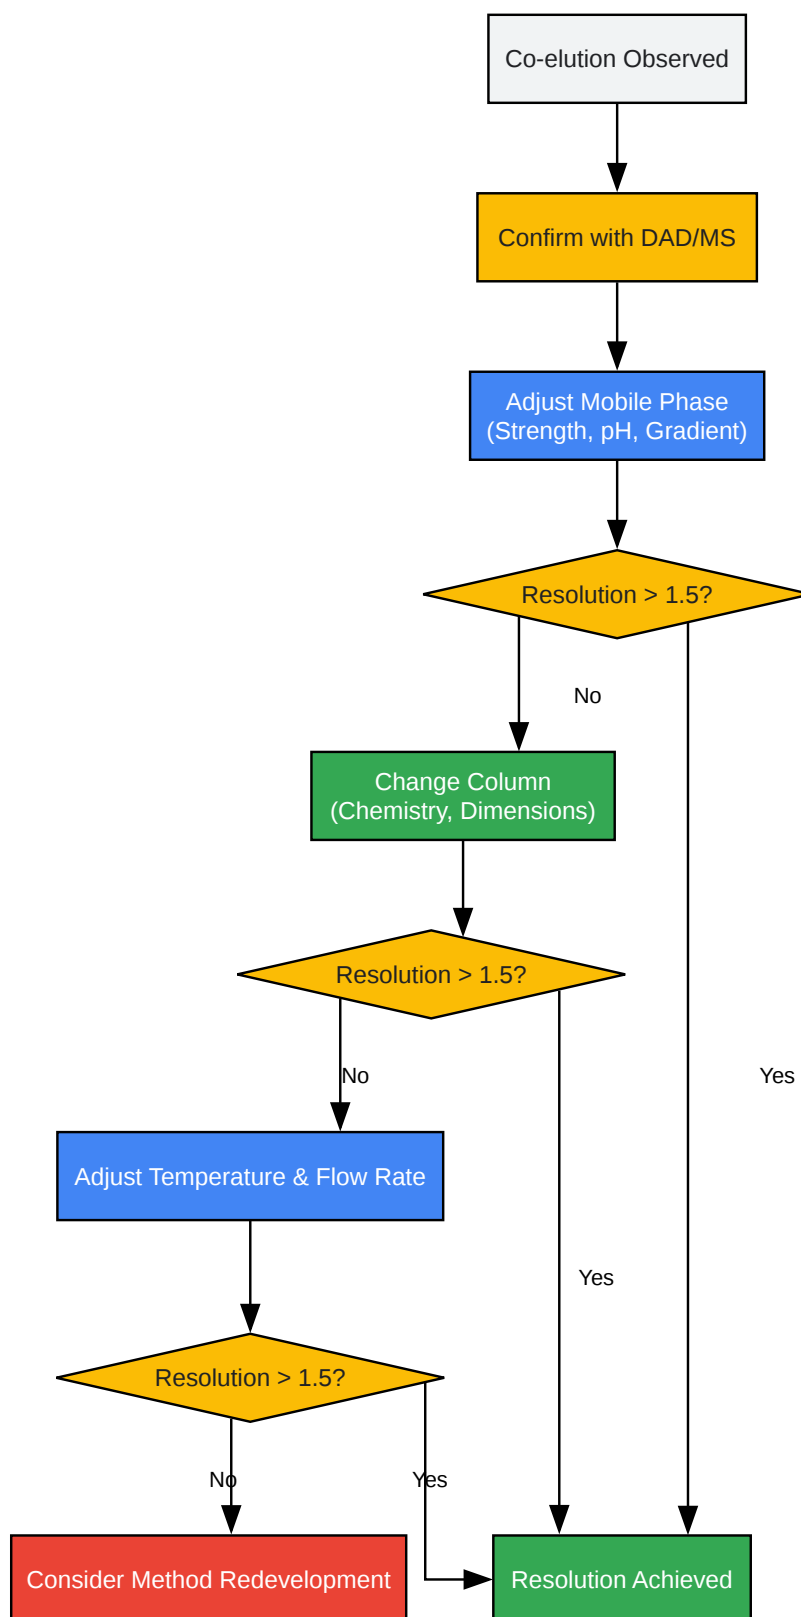 Co-elution Observed
Confirm with DAD/MS
Adjust Mobile Phase
(Strength, pH, Gradient)
Resolution > 1.5?
No
Change Column
(Chemistry, Dimensions)
Resolution > 1.5?
No
Yes
Adjust Temperature & Flow Rate
Yes
Resolution > 1.5?
No
Yes
Consider Method Redevelopment
Resolution Achieved